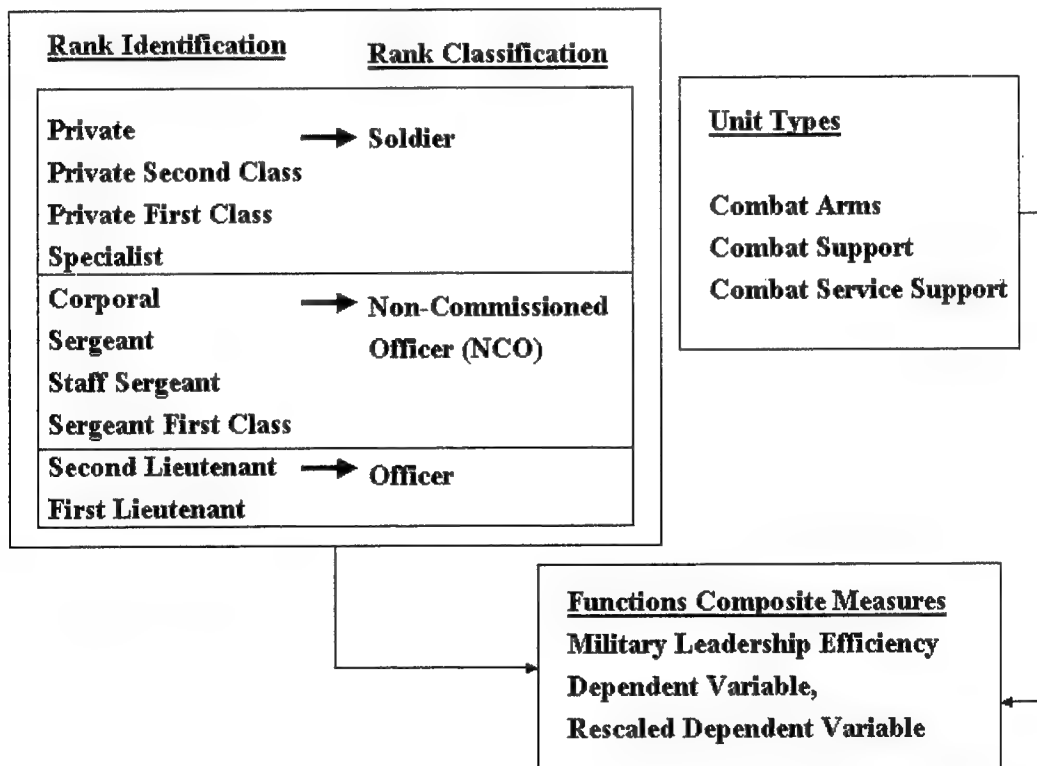 Rank Identification
Rank Classification
Private
Soldier
Private Second Class
Private First Class
Specialist
Corporal
Non-Commissioned
Sergeant
Officer (NCO)
Staff Sergeant
Sergeant First Class
Second Lieutenant
Officer
First Lieutenant
Unit Types
Combat Arms
Combat Support
Combat Service Support
Functions Composite Measures
Military Leadership Efficiency
Dependent Variable,
Rescaled Dependent Variable